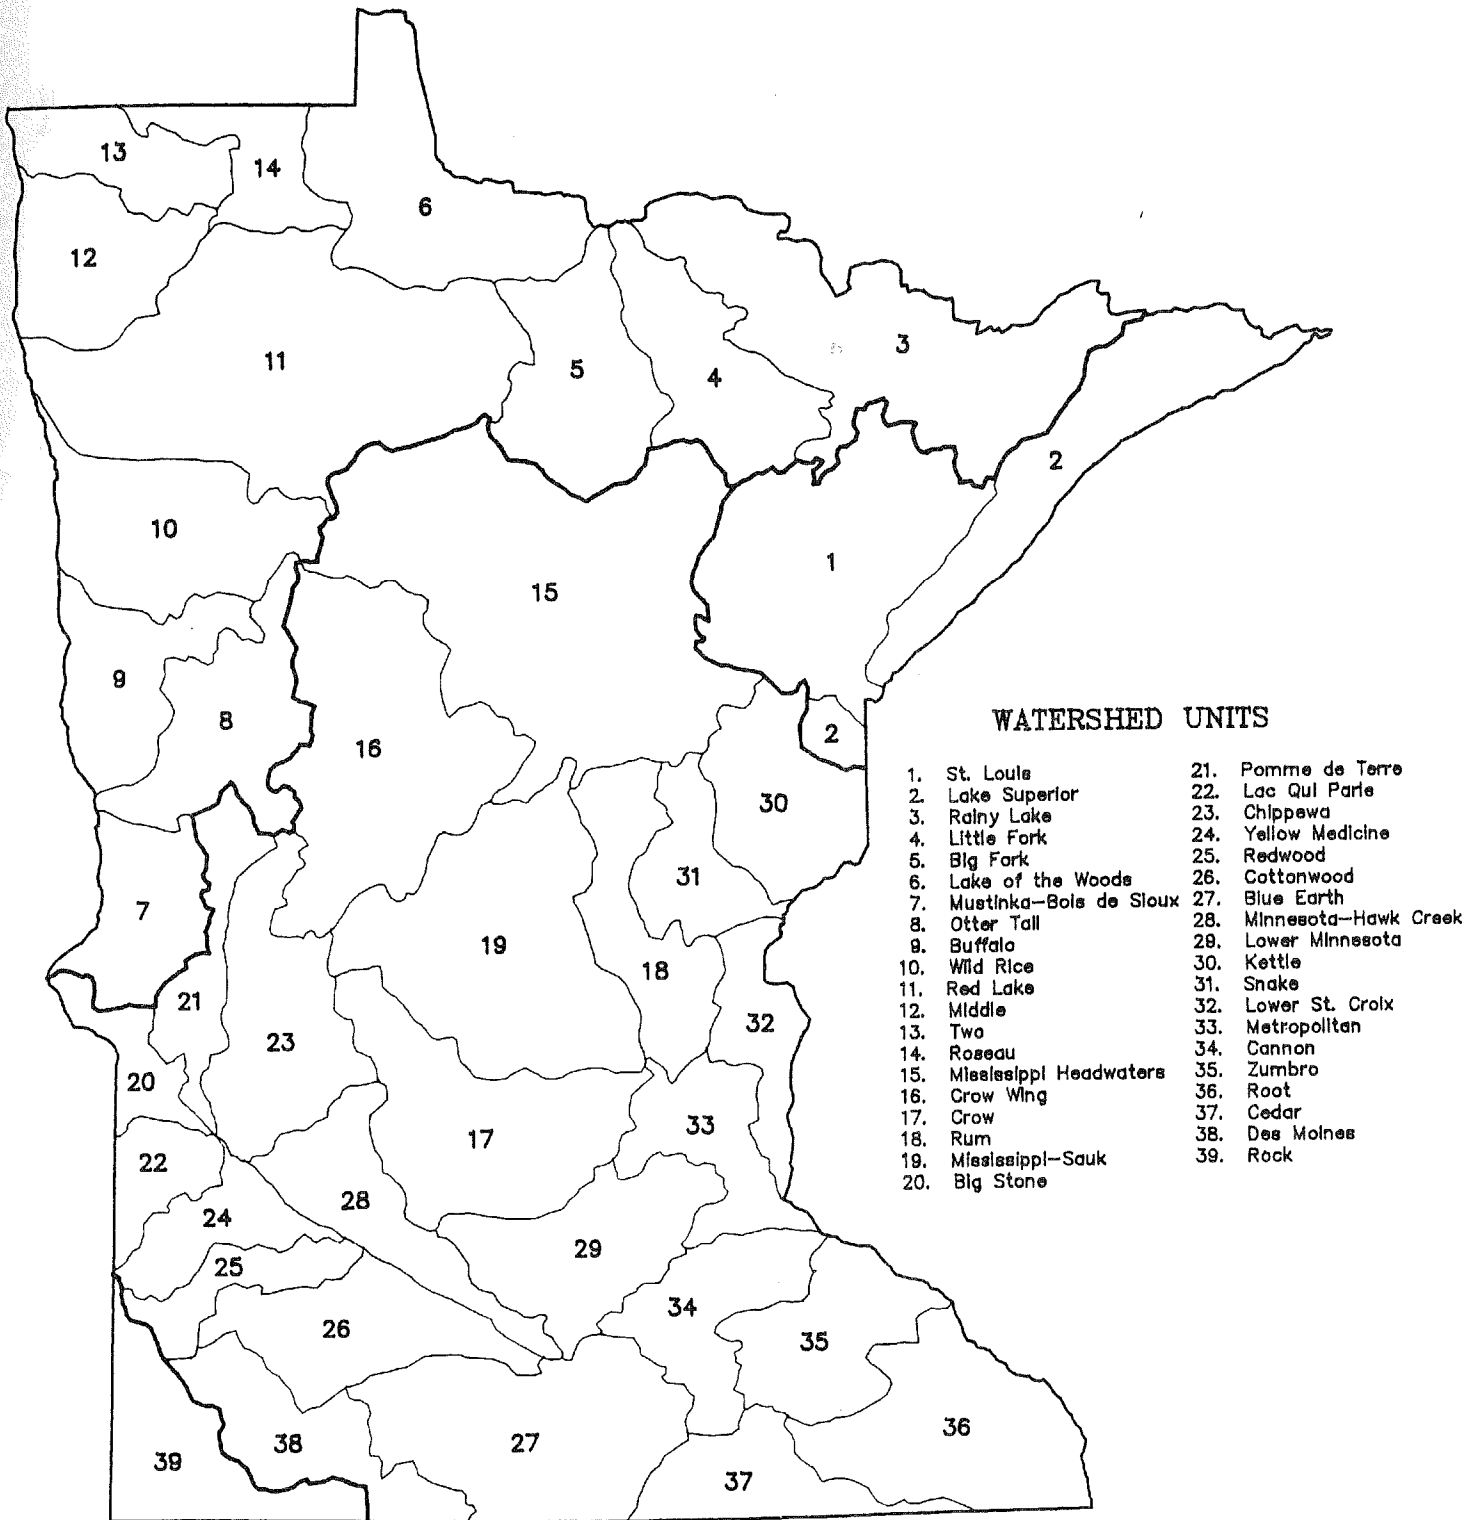 13
14
6
12
3
11
5
4
2
10
1
15
9
8
16
2
30
31
7
19
18
21
32
23
20
33
17
22
28
24
29
25
34
26
35
36
27
38
39
37
WATERSHED UNITS
1. St. Louis
2. Lake Superior
3. Rainy Lake
4. Little Fork
5. Big Fork
6. Lake of the Woods
7. Mustinka-Bois de Sioux
8. Otter Tail
9. Buffalo
10. Wild Rice
11. Red Lake
12. Middle
13. Two
14. Roseau
15. Mississippi Headwaters
16. Crow Wing
17. Crow
18. Rum
19. Mississippi-Sauk
20. Big Stone
21. Pomme de Terre
22. Lac Qui Parle
23. Chippewa
24. Yellow Medicine
25. Redwood
26. Cottonwood
27. Blue Earth
28. Minnesota-Hawk Creek
29. Lower Minnesota
30. Kettle
31. Snake
32. Lower St. Croix
33. Metropolitan
34. Cannon
35. Zumbro
36. Root
37. Cedar
38. Des Moines
39. Rock